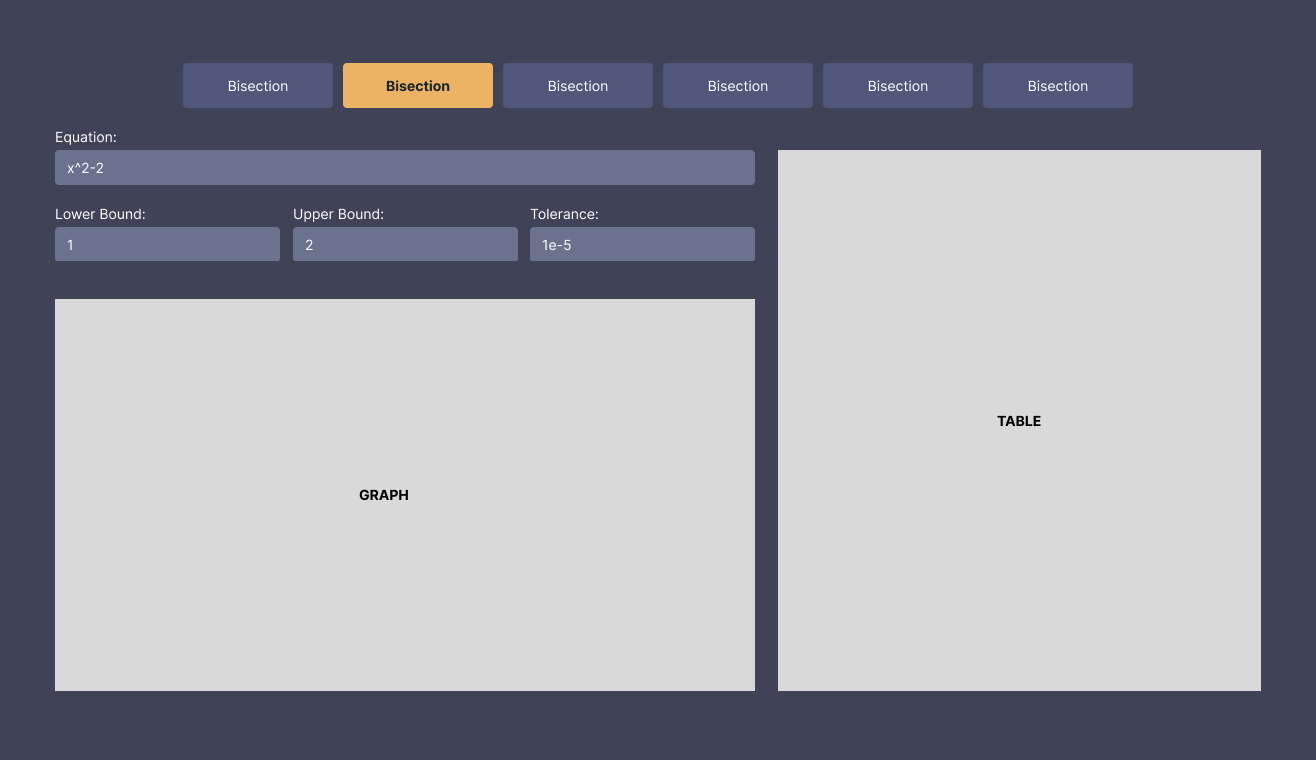 Bisection Bisection Bisection Bisection Bisection Bisection
Equation:
x^2-2
Lower Bound: Upper Bound: Tolerance:
1 2 1e-5
GRAPH
TABLE